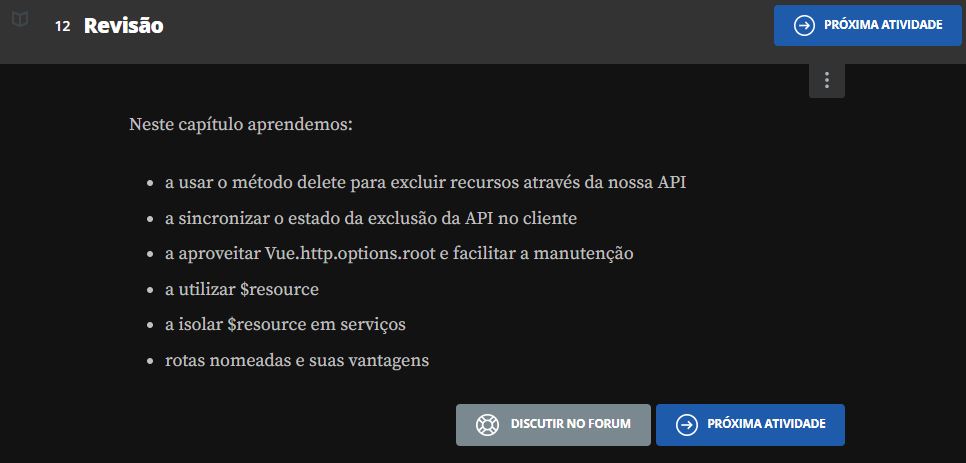 12 Revisão
PRÓXIMA ATIVIDADE
Neste capítulo aprendemos:
• a usar o método delete para excluir recursos através da nossa API
• a sincronizar o estado da exclusão da API no cliente
• a aproveitar Vue.http.options.root e facilitar a manutenção
• a utilizar $resource
• a isolar $resource em serviços
• rotas nomeadas e suas vantagens
DISCUTIR NO FORUM
PRÓXIMA ATIVIDADE